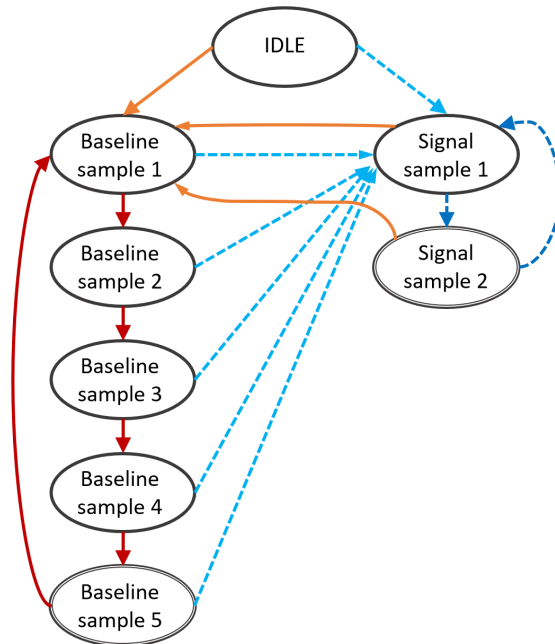 IDLE
Baseline
sample 1
Signal
sample 1
Baseline
sample 2
Signal
sample 2
Baseline
sample 3
Baseline
sample 4
Baseline
sample 5